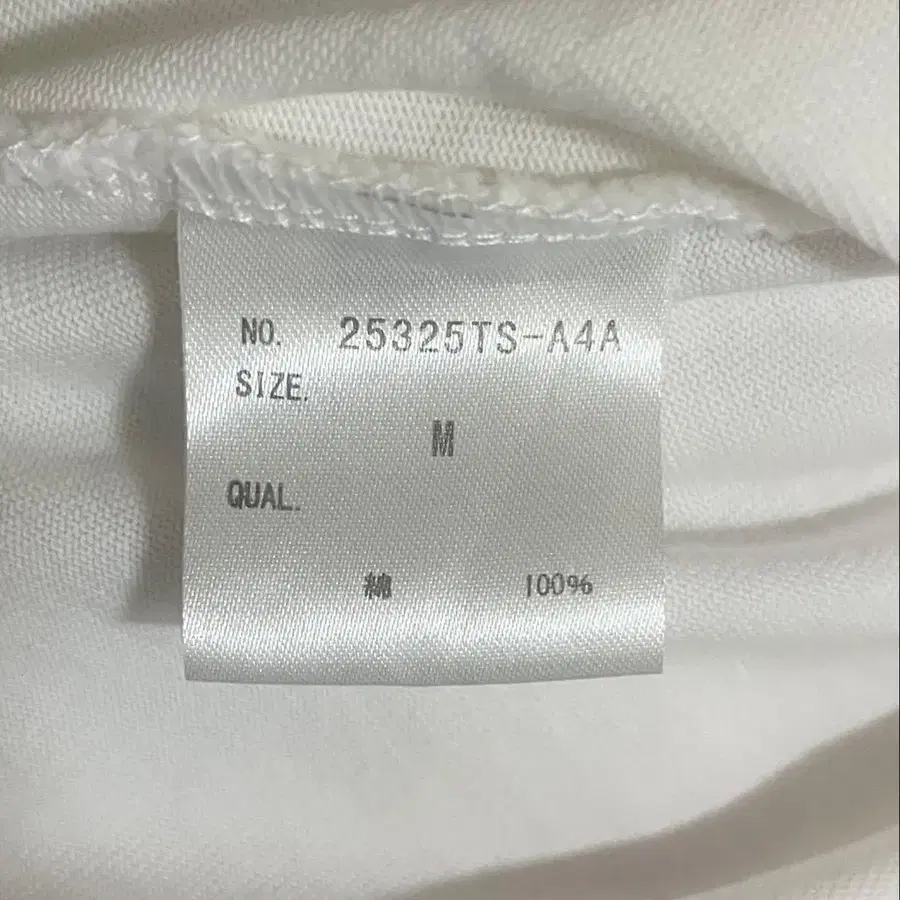 NO. 25325TS-A4A
SIZE.
M
QUAL.
綿 100%